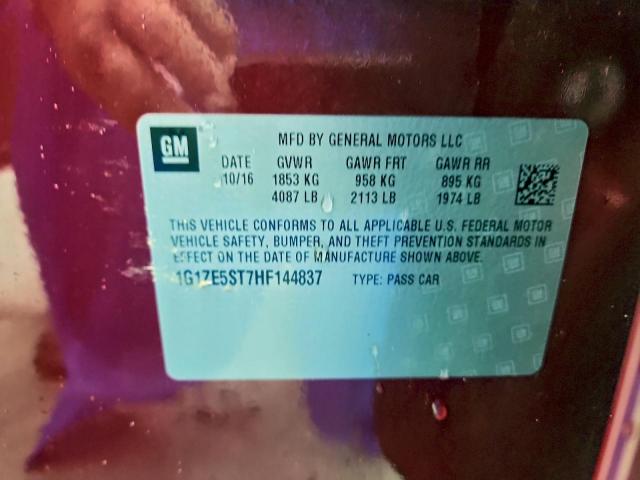 GM
MFD BY GENERAL MOTORS LLC
DATE GVWR GAWR FRT GAWR RR
10/16 1853 KG 958 KG 895 KG
4087 LB 2113 LB 1974 LB
THIS VEHICLE CONFORMS TO ALL APPLICABLE U.S. FEDERAL MOTOR
VEHICLE SAFETY, BUMPER, AND THEFT PREVENTION STANDARDS IN
EFFECT ON THE DATE OF MANUFACTURE SHOWN ABOVE.
1G1ZE5ST7HF144837 TYPE: PASS CAR